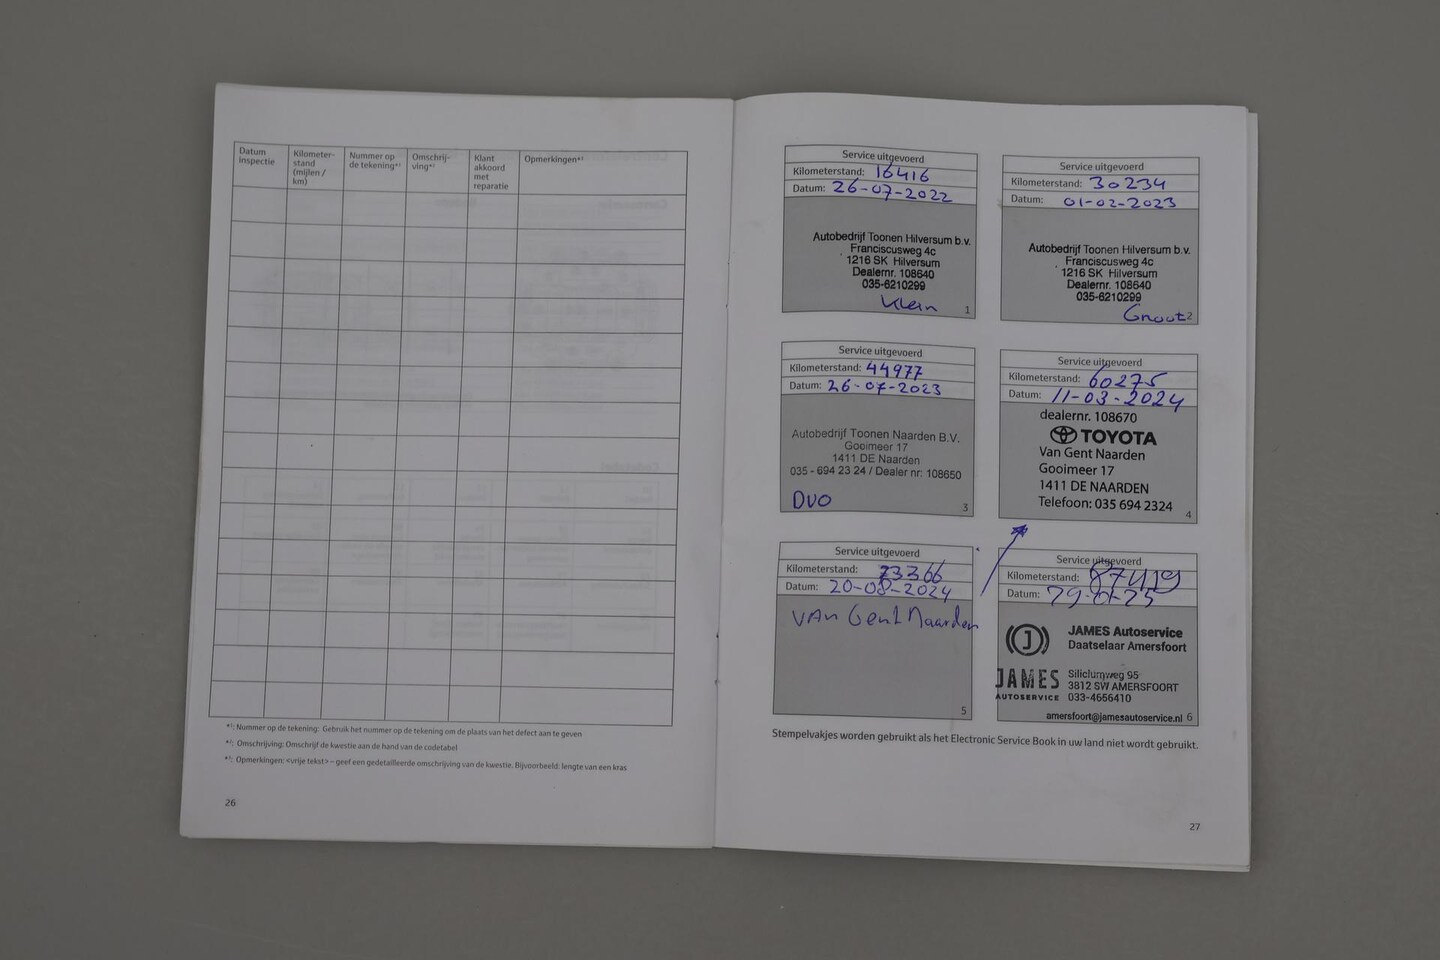 Datum inspectie
Kilometer-stand (mijlen / km)
Nummer op de tekening*¹
Omschrij-ving*²
Klant akkoord met reparatie
Opmerkingen*³
*¹: Nummer op de tekening: Gebruik het nummer op de tekening om de plaats van het defect aan te geven
*²: Omschrijving: Omschrijf de kwestie aan de hand van de codetabel
*³: Opmerkingen: <vrije tekst> – geef een gedetailleerde omschrijving van de kwestie. Bijvoorbeeld: lengte van een kras
26
Service uitgevoerd
Kilometerstand: 16416
Datum: 26-07-2022
Autobedrijf Toonen Hilversum b.v.
Franciscusweg 4c
1216 SK Hilversum
Dealernr. 108640
035-6210299
Klein
1
Service uitgevoerd
Kilometerstand: 30234
Datum: 01-02-2023
Autobedrijf Toonen Hilversum b.v.
Franciscusweg 4c
1216 SK Hilversum
Dealernr. 108640
035-6210299
Groot 2
Service uitgevoerd
Kilometerstand: 44977
Datum: 26-07-2023
Autobedrijf Toonen Naarden B.V.
Gooimeer 17
1411 DE Naarden
035 - 694 23 24 / Dealer nr: 108650
DUO
3
Service uitgevoerd
Kilometerstand: 60275
Datum: 11-03-2024
dealernr. 108670
TOYOTA
Van Gent Naarden
Gooimeer 17
1411 DE NAARDEN
Telefoon: 035 694 2324
4
Service uitgevoerd
Kilometerstand: 73366
Datum: 20-08-2024
Van Gent Naarden
5
Service uitgevoerd
Kilometerstand: 87419
Datum:
JAMES Autoservice
Daatselaar Amersfoort
JAMES
AUTOSERVICE
Siliciumweg 95
3812 SW AMERSFOORT
033-4656410
amersfoort@jamesautoservice.nl 6
Stempelvakjes worden gebruikt als het Electronic Service Book in uw land niet wordt gebruikt.
27